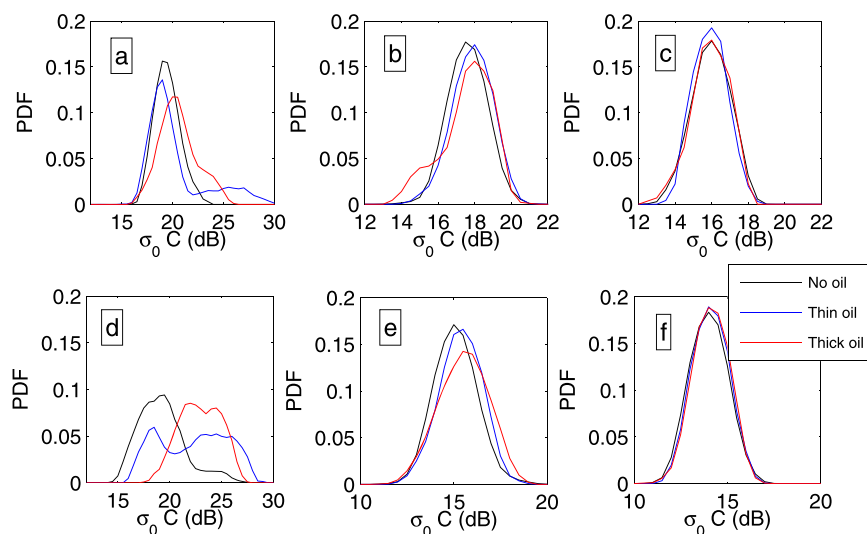 0.2
0.15
0.1
0.05
0
PDF
a
15 20 25 30
σ₀ C (dB)
0.2
0.15
0.1
0.05
0
PDF
b
12 14 16 18 20 22
σ₀ C (dB)
0.2
0.15
0.1
0.05
0
PDF
c
12 14 16 18 20 22
σ₀ C (dB)
No oil
Thin oil
Thick oil
0.2
0.15
0.1
0.05
0
PDF
d
15 20 25 30
σ₀ C (dB)
0.2
0.15
0.1
0.05
0
PDF
e
10 15 20
σ₀ C (dB)
0.2
0.15
0.1
0.05
0
PDF
f
10 15 20
σ₀ C (dB)